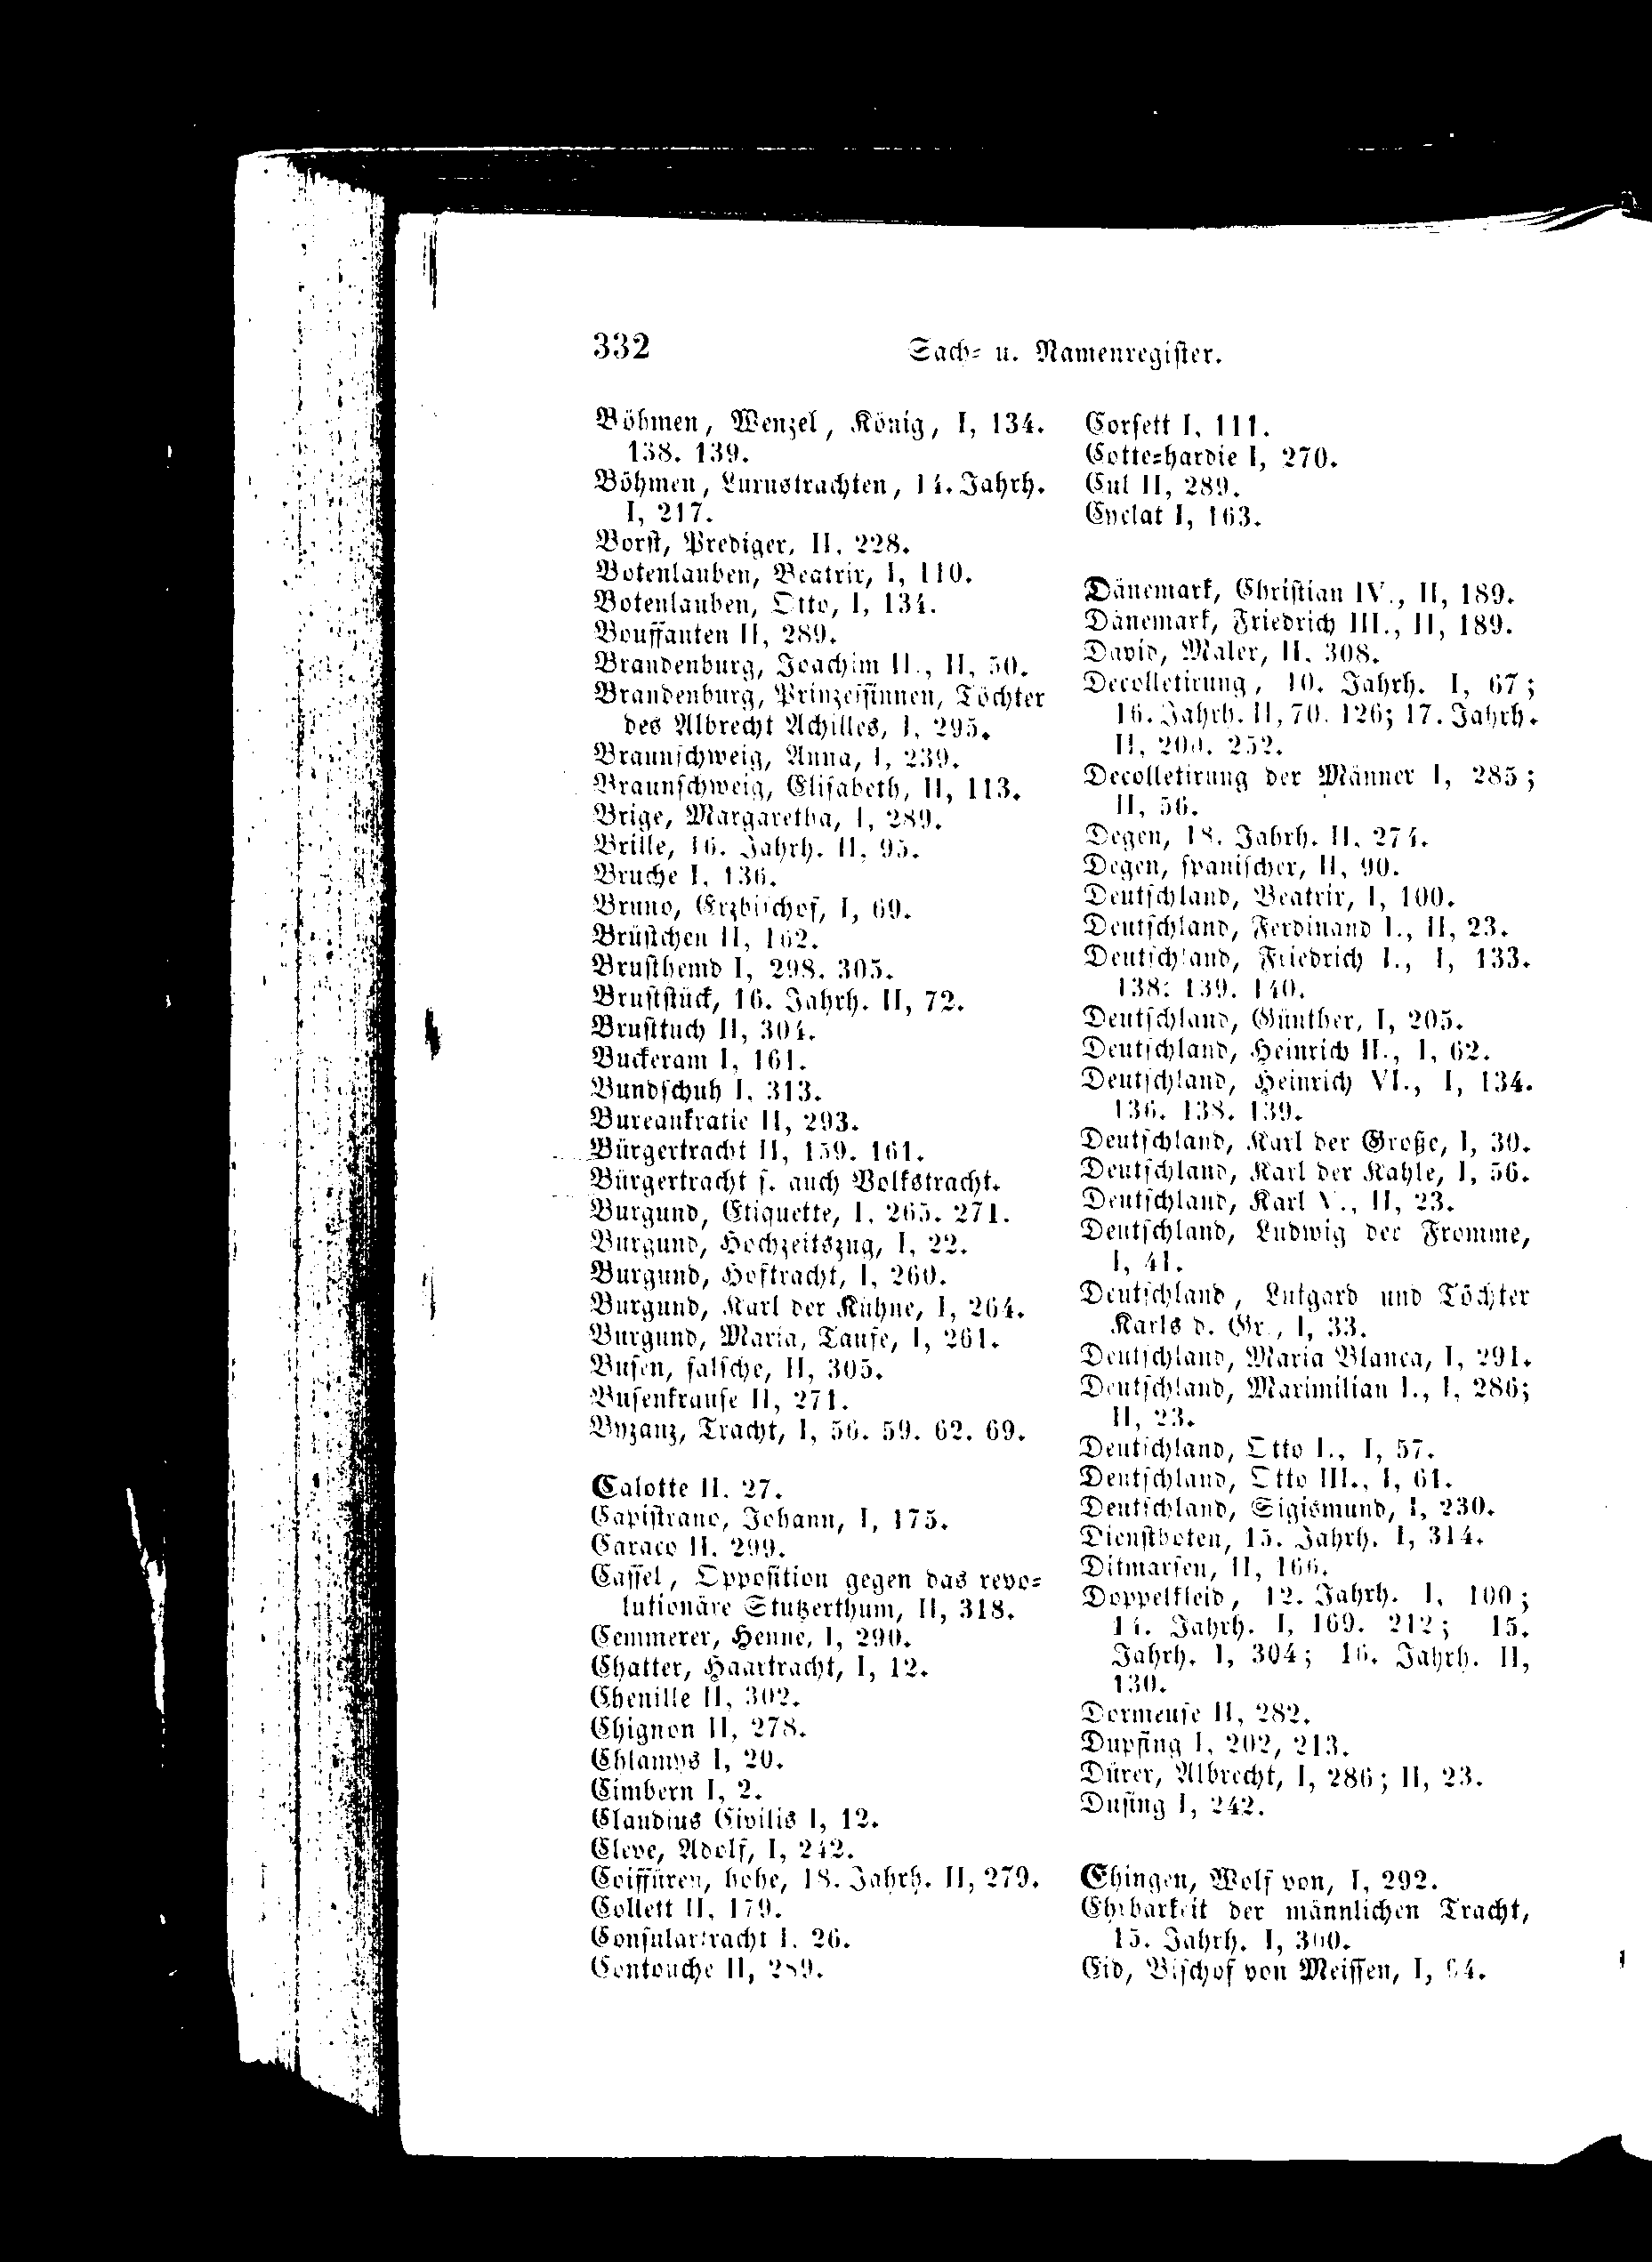 332
Sach- u. Namenregister.
Böhmen, Wenzel, König, I, 134.
138. 139.
Böhmen, Luxustrachten, 14. Jahrh.
I, 217.
Borst, Prediger, II, 228.
Botenlauben, Beatrix, I, 110.
Botenlauben, Otto, I, 134.
Bouffanten II, 289.
Brandenburg, Joachim II., II, 50.
Brandenburg, Prinzessinnen, Töchter
des Albrecht Achilles, I, 295.
Braunschweig, Anna, I, 239.
Braunschweig, Elisabeth, II, 113.
Brige, Margaretha, I, 289.
Brille, 16. Jahrh. II, 95.
Bruche I, 136.
Bruno, Erzbischof, I, 69.
Brüstchen II, 162.
Brusthemd I, 298. 305.
Bruststück, 16. Jahrh. II, 72.
Brusttuch II, 304.
Buckeram I, 161.
Bundschuh I, 313.
Bureaukratie II, 293.
Bürgertracht II, 159. 161.
Bürgertracht s. auch Volkstracht.
Burgund, Etiquette, I, 265. 271.
Burgund, Hochzeitszug, I, 22.
Burgund, Hoftracht, I, 260.
Burgund, Karl der Kühne, I, 264.
Burgund, Maria, Taufe, I, 261.
Busen, falsche, II, 305.
Busenkrause II, 271.
Byzanz, Tracht, I, 56. 59. 62. 69.
Calotte II. 27.
Capistrano, Johann, I, 175.
Caraco II. 299.
Cassel, Opposition gegen das revo-
lutionäre Stutzerthum, II, 318.
Cemmerer, Henne, I, 290.
Chatter, Haartracht, I, 12.
Chenille II, 302.
Chignon II, 278.
Chlamys I, 20.
Cimbern I, 2.
Claudius Civilis I, 12.
Cleve, Adolf, I, 242.
Coiffüren, hohe, 18. Jahrh. II, 279.
Collett II, 179.
Consulartracht I. 26.
Contouche II, 289.
Corsett I, 111.
Cotte-hardie I, 270.
Cul II, 289.
Cyclat I, 163.
Dänemark, Christian IV., II, 189.
Dänemark, Friedrich III., II, 189.
David, Maler, II. 308.
Decolletirung, 10. Jahrh. I, 67;
16. Jahrh. II, 70. 126; 17. Jahrh.
II, 200. 252.
Decolletirung der Männer I, 285;
II, 56.
Degen, 18. Jahrh. II. 274.
Degen, spanischer, II, 90.
Deutschland, Beatrix, I, 100.
Deutschland, Ferdinand I., II, 23.
Deutschland, Friedrich I., I, 133.
138. 139. 140.
Deutschland, Günther, I, 205.
Deutschland, Heinrich II., I, 62.
Deutschland, Heinrich VI., I, 134.
136. 138. 139.
Deutschland, Karl der Große, I, 30.
Deutschland, Karl der Kahle, I, 56.
Deutschland, Karl V., II, 23.
Deutschland, Ludwig der Fromme,
I, 41.
Deutschland, Lutgard und Töchter
Karls d. Gr., I, 33.
Deutschland, Maria Blanca, I, 291.
Deutschland, Maximilian I., I, 286;
II, 23.
Deutschland, Otto I., I, 57.
Deutschland, Otto III., I, 61.
Deutschland, Sigismund, I, 230.
Dienstboten, 15. Jahrh. I, 314.
Ditmarsen, II, 166.
Doppelkleid, 12. Jahrh. I, 100;
14. Jahrh. I, 169. 212; 15.
Jahrh. I, 304; 16. Jahrh. II,
130.
Dormeuse II, 282.
Dupsing I, 202, 213.
Dürer, Albrecht, I, 286; II, 23.
Dusing I, 242.
Ehingen, Wolf von, I, 292.
Ehrbarkeit der männlichen Tracht,
15. Jahrh. I, 300.
Eid, Bischof von Meissen, I,